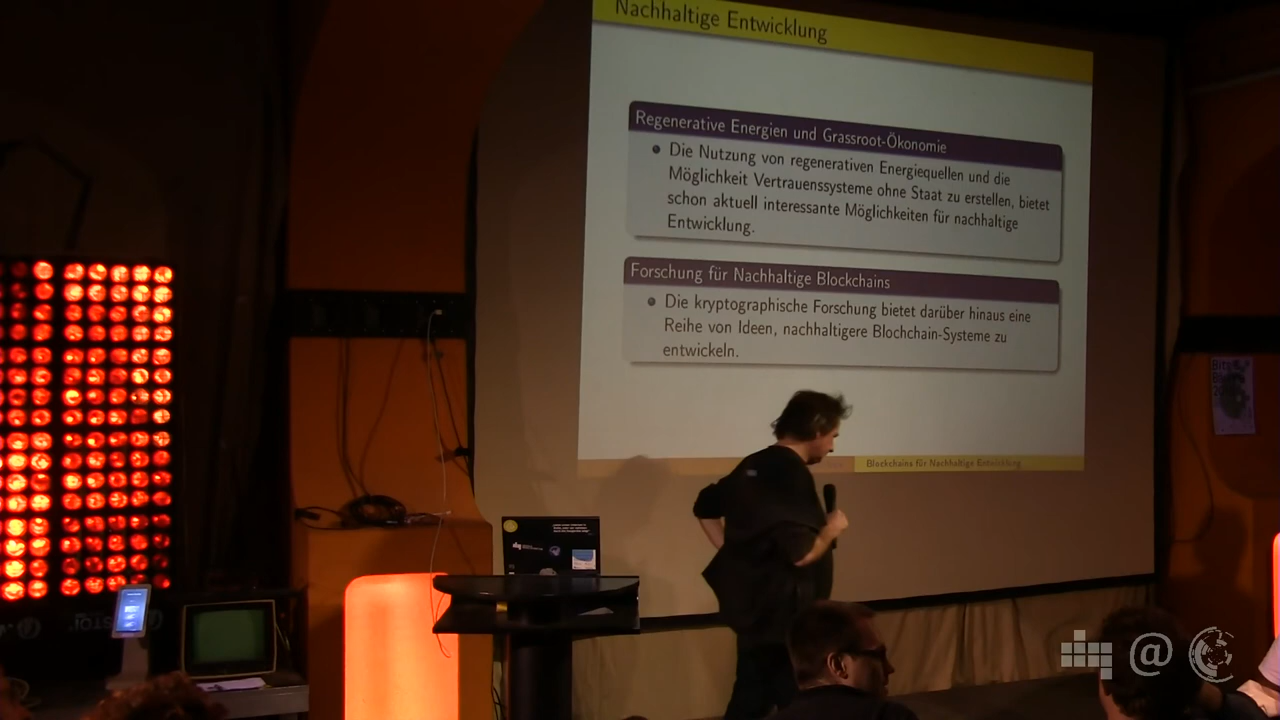 Nachhaltige Entwicklung
Regenerative Energien und Grassroot-Ökonomie
Die Nutzung von regenerativen Energiequellen und die
Möglichkeit Vertrauenssysteme ohne Staat zu erstellen, bietet
schon aktuell interessante Möglichkeiten für nachhaltige
Entwicklung.
Forschung für Nachhaltige Blockchains
Die kryptographische Forschung bietet darüber hinaus eine
Reihe von Ideen, nachhaltigere Blochchain-Systeme zu
entwickeln.
Blockchains für Nachhaltige Entwicklung
@